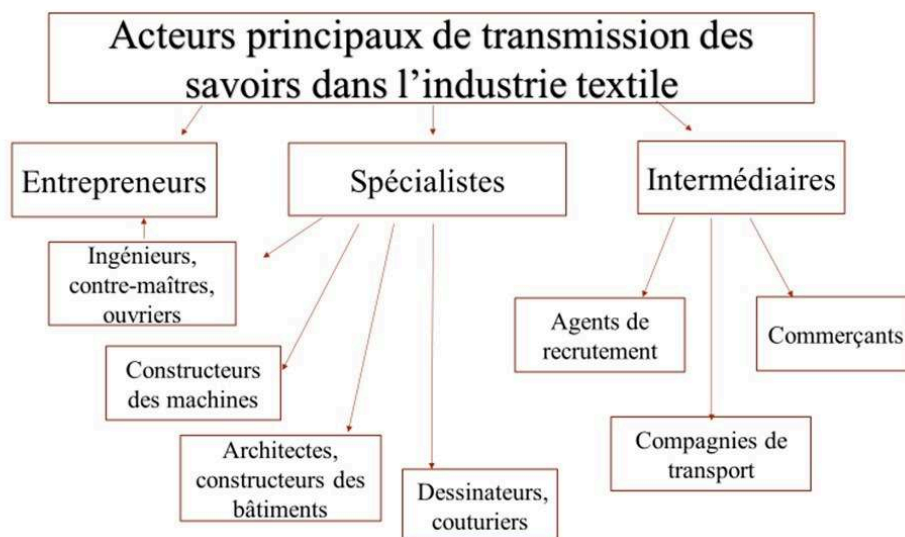 Acteurs principaux de transmission des
savoirs dans l’industrie textile
Entrepreneurs
Spécialistes
Intermédiaires
Ingénieurs,
contre-maîtres,
ouvriers
Agents de
recrutement
Commerçants
Constructeurs
des machines
Architectes,
constructeurs des
bâtiments
Compagnies de
transport
Dessinateurs,
couturiers